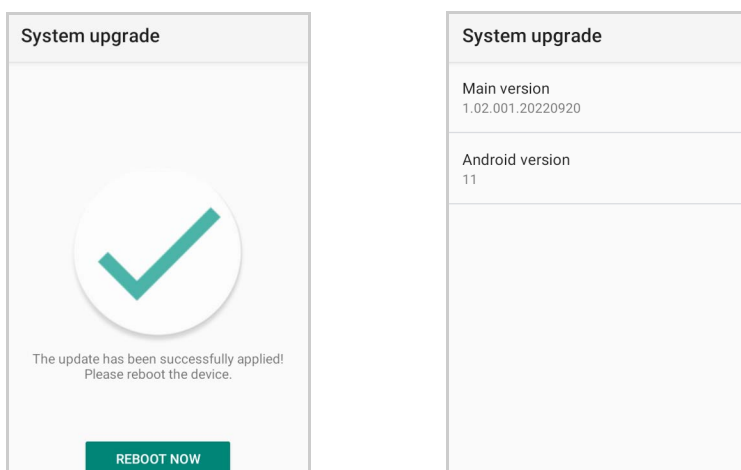 System upgrade
The update has been successfully applied!
Please reboot the device.
REBOOT NOW
System upgrade
Main version
1.02.001.20220920
Android version
11